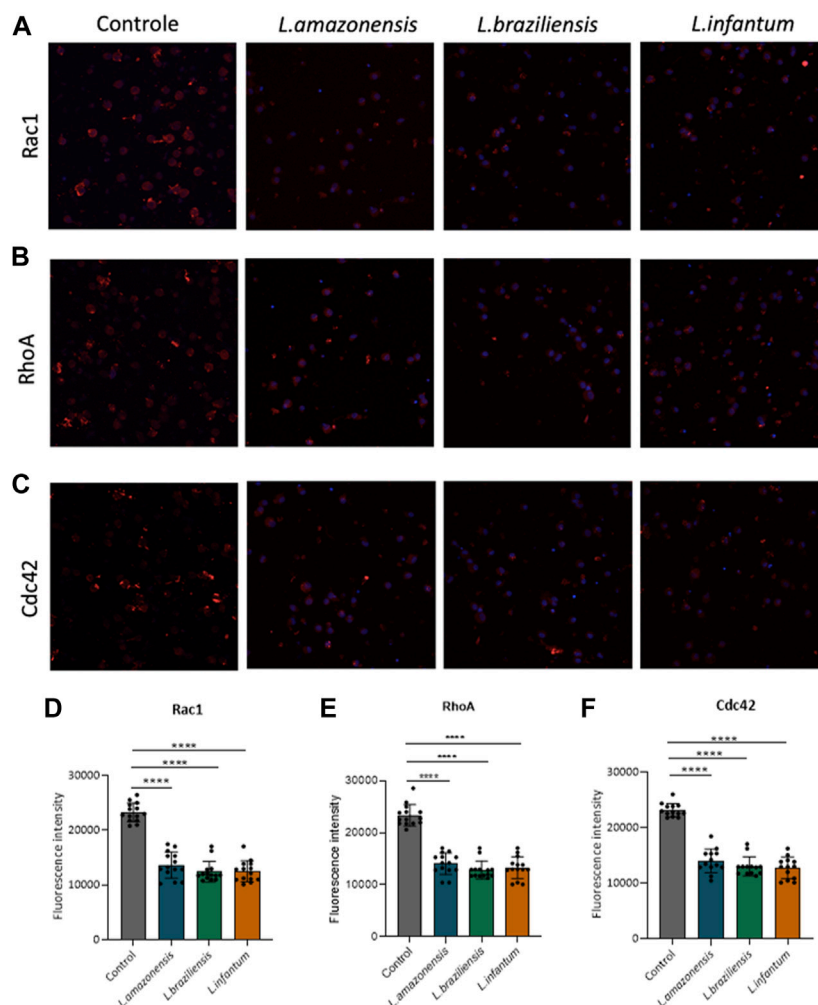 A Controle L.amazonensis L.braziliensis L.infantum
Rac1
B
RhoA
C
Cdc42
D Rac1
****
****
****
30000
20000
10000
0
Fluorescence intensity
Control
L.amazonensis
L.braziliensis
L.infantum
E RhoA
****
****
****
40000
30000
20000
10000
0
Fluorescence intensity
Control
L.amazonensis
L.braziliensis
L.infantum
F Cdc42
****
****
****
30000
20000
10000
0
Fluorescence intensity
Control
L.amazonensis
L.braziliensis
L.infantum